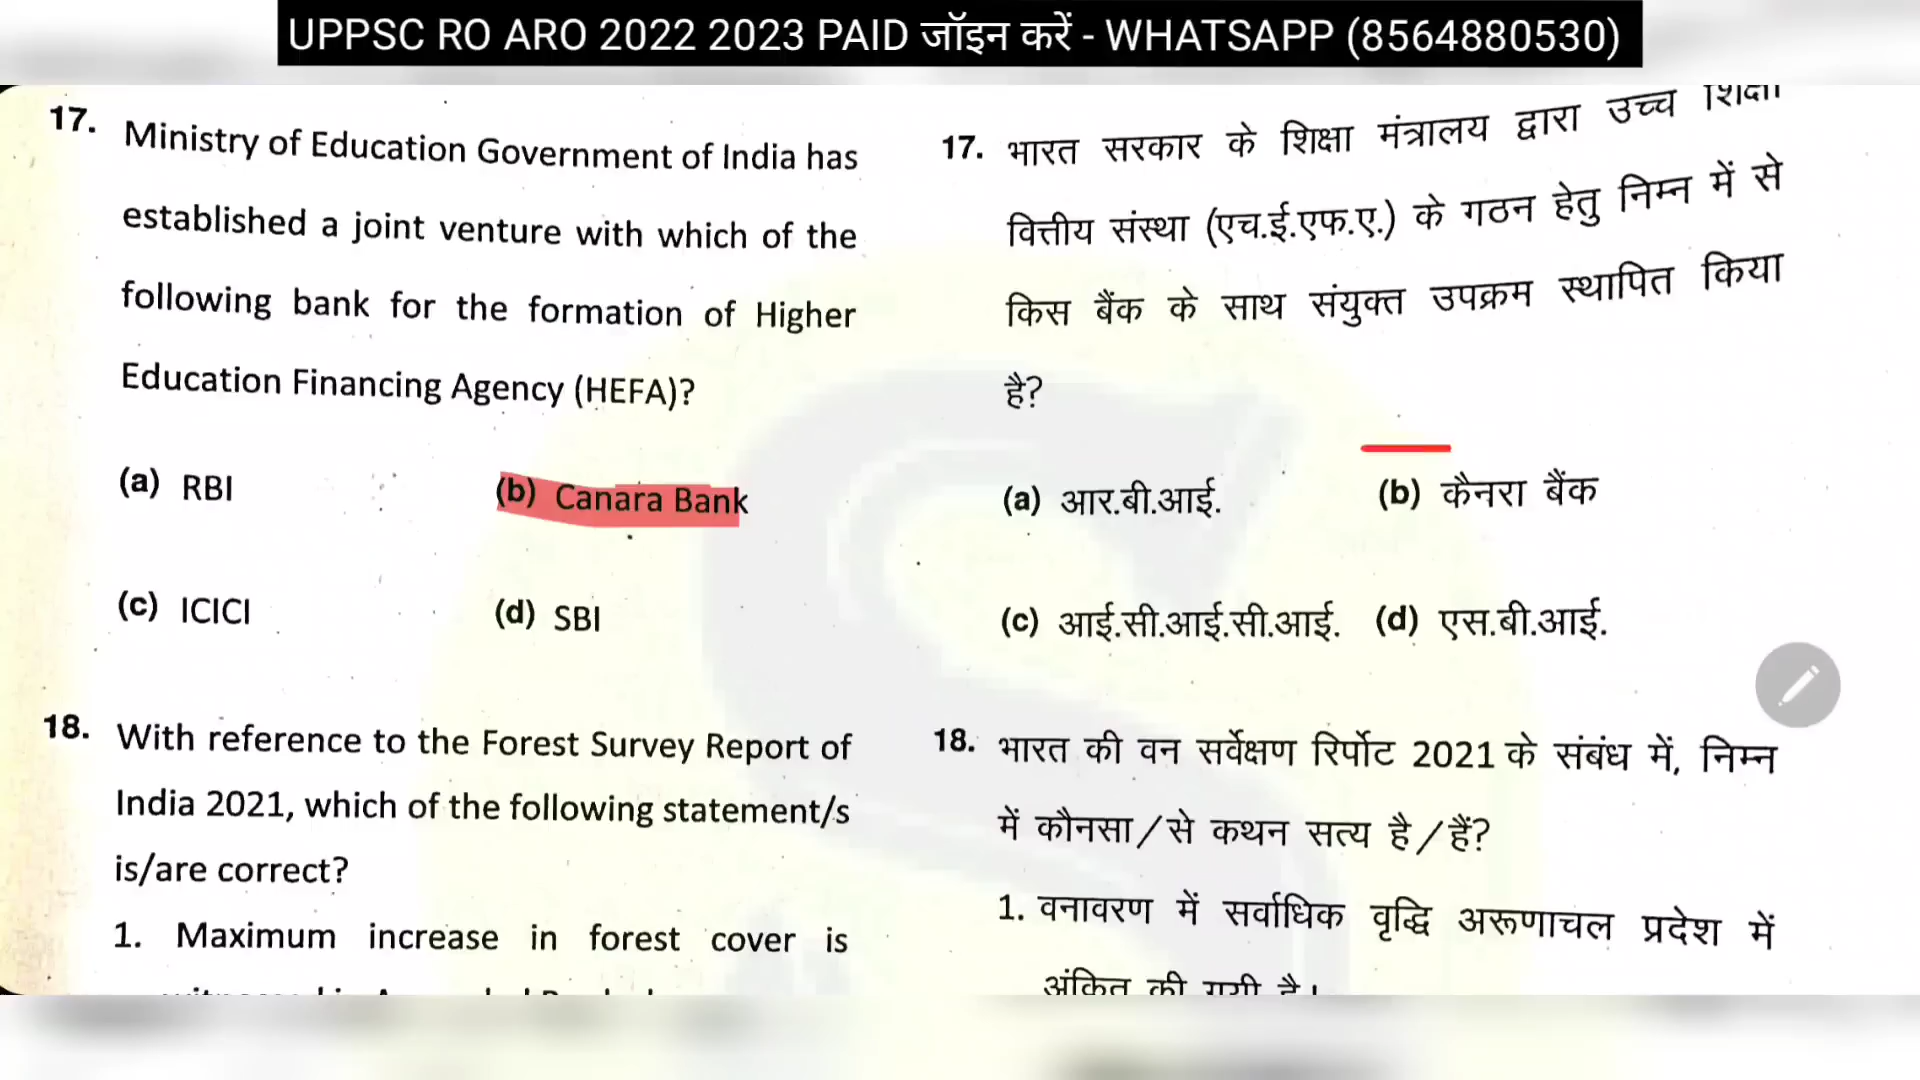 UPPSC RO ARO 2022 2023 PAID जॉइन करें - WHATSAPP (8564880530)
17. Ministry of Education Government of India has
established a joint venture with which of the
following bank for the formation of Higher
Education Financing Agency (HEFA)?
(a) RBI (b) Canara Bank
(c) ICICI (d) SBI
18. With reference to the Forest Survey Report of
India 2021, which of the following statement/s
is/are correct?
1. Maximum increase in forest cover is
17. भारत सरकार के शिक्षा मंत्रालय द्वारा उच्च शिक्षा
वित्तीय संस्था (एच.ई.एफ.ए.) के गठन हेतु निम्न में से
किस बैंक के साथ संयुक्त उपक्रम स्थापित किया
है?
(a) आर.बी.आई. (b) कैनरा बैंक
(c) आई.सी.आई.सी.आई. (d) एस.बी.आई.
18. भारत की वन सर्वेक्षण रिर्पोट 2021 के संबंध में, निम्न
में कौनसा/से कथन सत्य है/हैं?
1. वनावरण में सर्वाधिक वृद्धि अरूणाचल प्रदेश में
अंकित की गयी है।